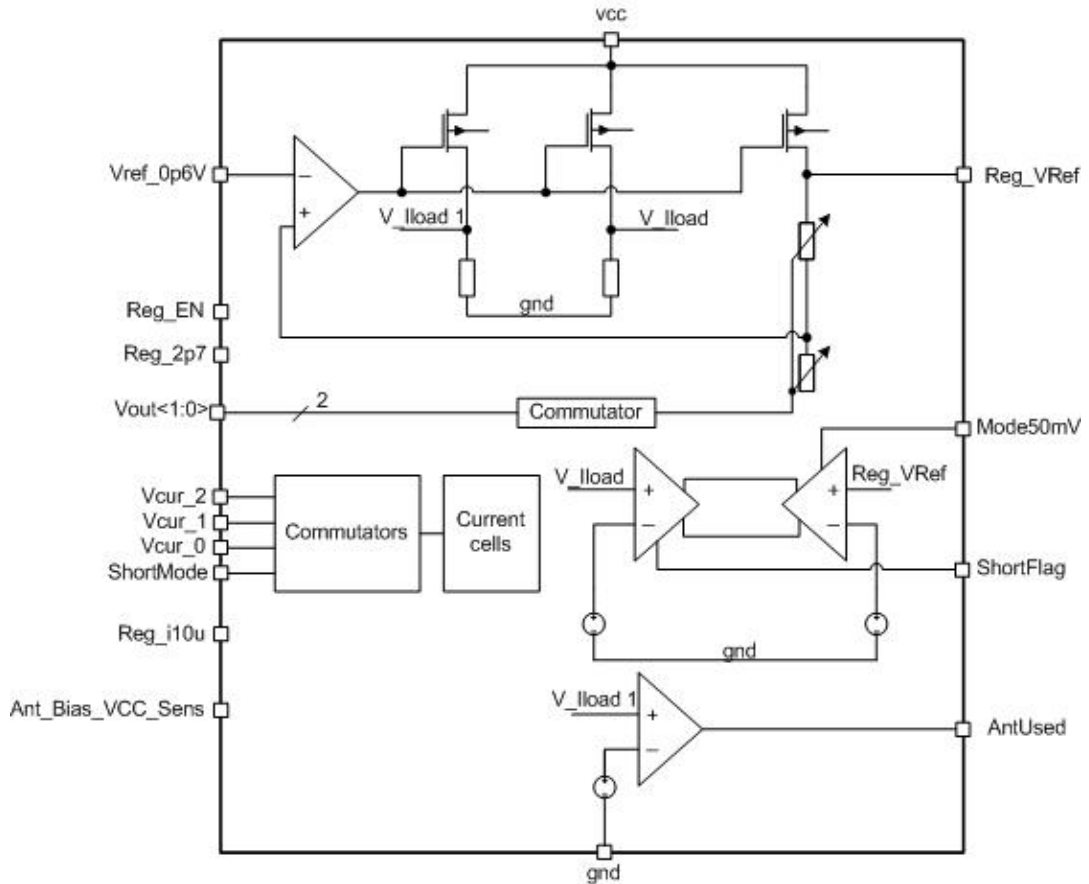 vcc
Vref_0p6V
Reg_VRef
V_Iload 1
V_Iload
gnd
Reg_EN
Reg_2p7
Vout<1:0>
2
Commutator
Mode50mV
V_Iload
Reg_VRef
Vcur_2
Vcur_1
Vcur_0
ShortMode
Commutators
Current
cells
ShortFlag
Reg_i10u
gnd
Ant_Bias_VCC_Sens
V_Iload 1
AntUsed
gnd